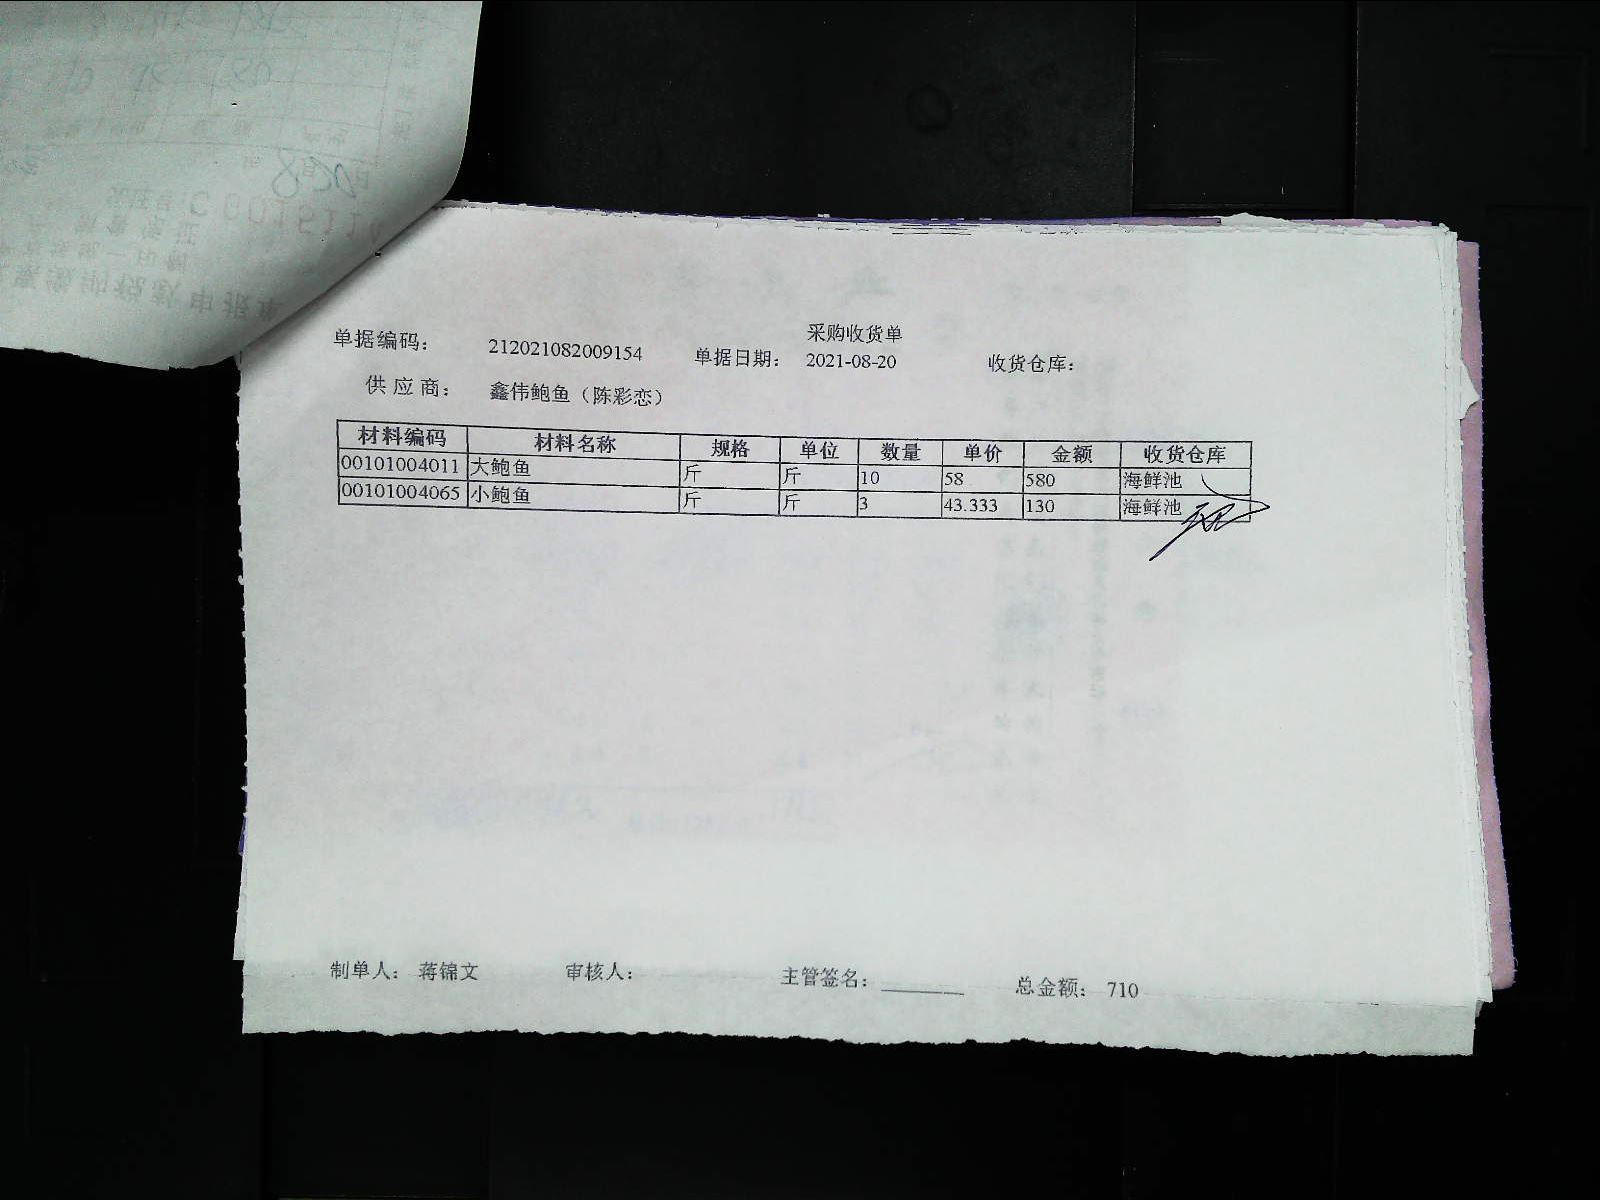 采购收货单
单据编码： 212021082009154 单据日期： 2021-08-20 收货仓库：
供 应 商： 鑫伟鲍鱼（陈彩恋）
材料编码 材料名称 规格 单位 数量 单价 金额 收货仓库
00101004011 大鲍鱼 斤 斤 10 58 580 海鲜池
00101004065 小鲍鱼 斤 斤 3 43.333 130 海鲜池
制单人： 蒋锦文 审核人： 主管签名： 总金额： 710